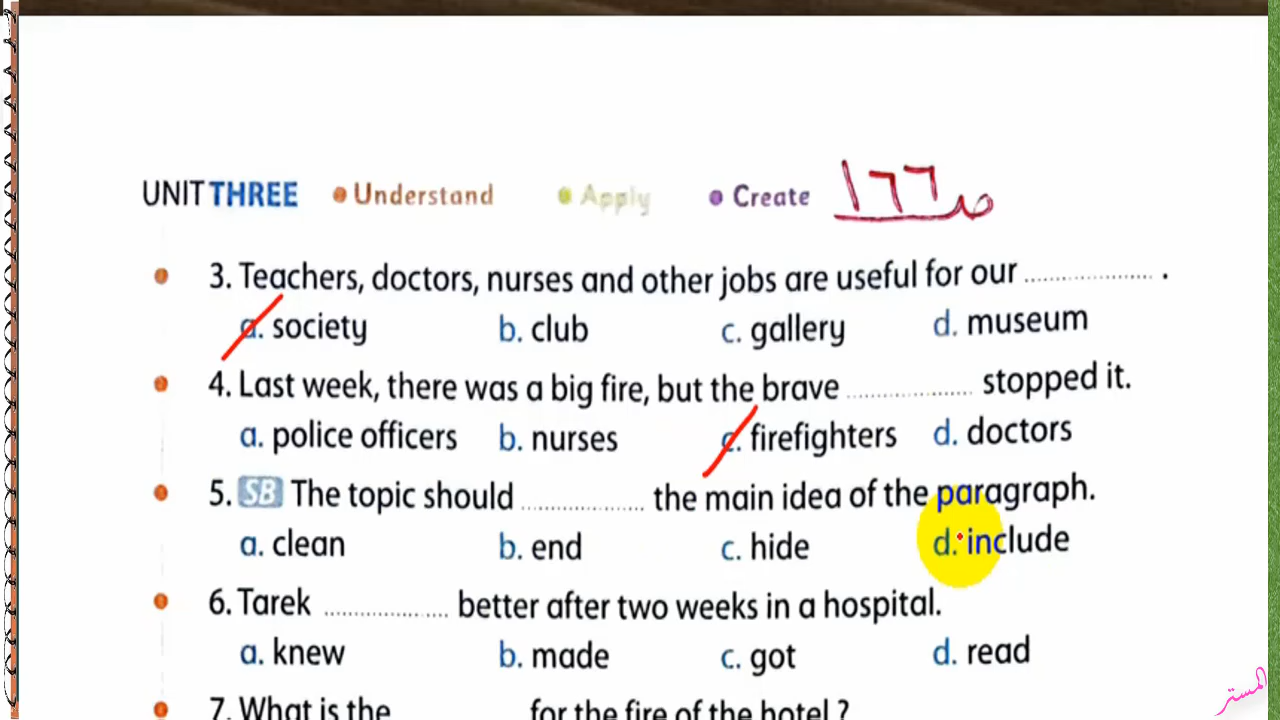 UNIT THREE Understand Apply Create ١٦٦ ص
3. Teachers, doctors, nurses and other jobs are useful for our .................... .
a. society b. club c. gallery d. museum
4. Last week, there was a big fire, but the brave .................... stopped it.
a. police officers b. nurses c. firefighters d. doctors
5. SB The topic should .................... the main idea of the paragraph.
a. clean b. end c. hide d. include
6. Tarek .................... better after two weeks in a hospital.
a. knew b. made c. got d. read
7. What is the for the fire of the hotel ?
المستر